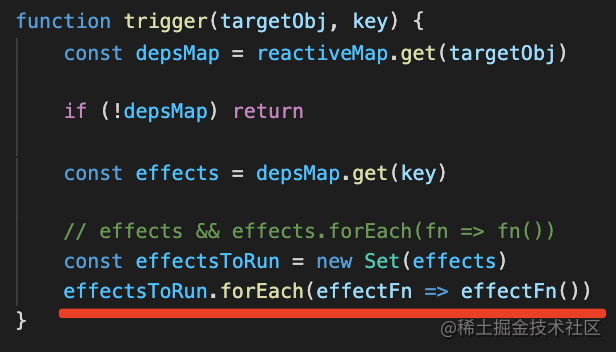 function trigger(targetObj, key) {
const depsMap = reactiveMap.get(targetObj)
if (!depsMap) return
const effects = depsMap.get(key)
// effects && effects.forEach(fn => fn())
const effectsToRun = new Set(effects)
effectsToRun.forEach(effectFn => effectFn())
}
@稀土掘金技术社区